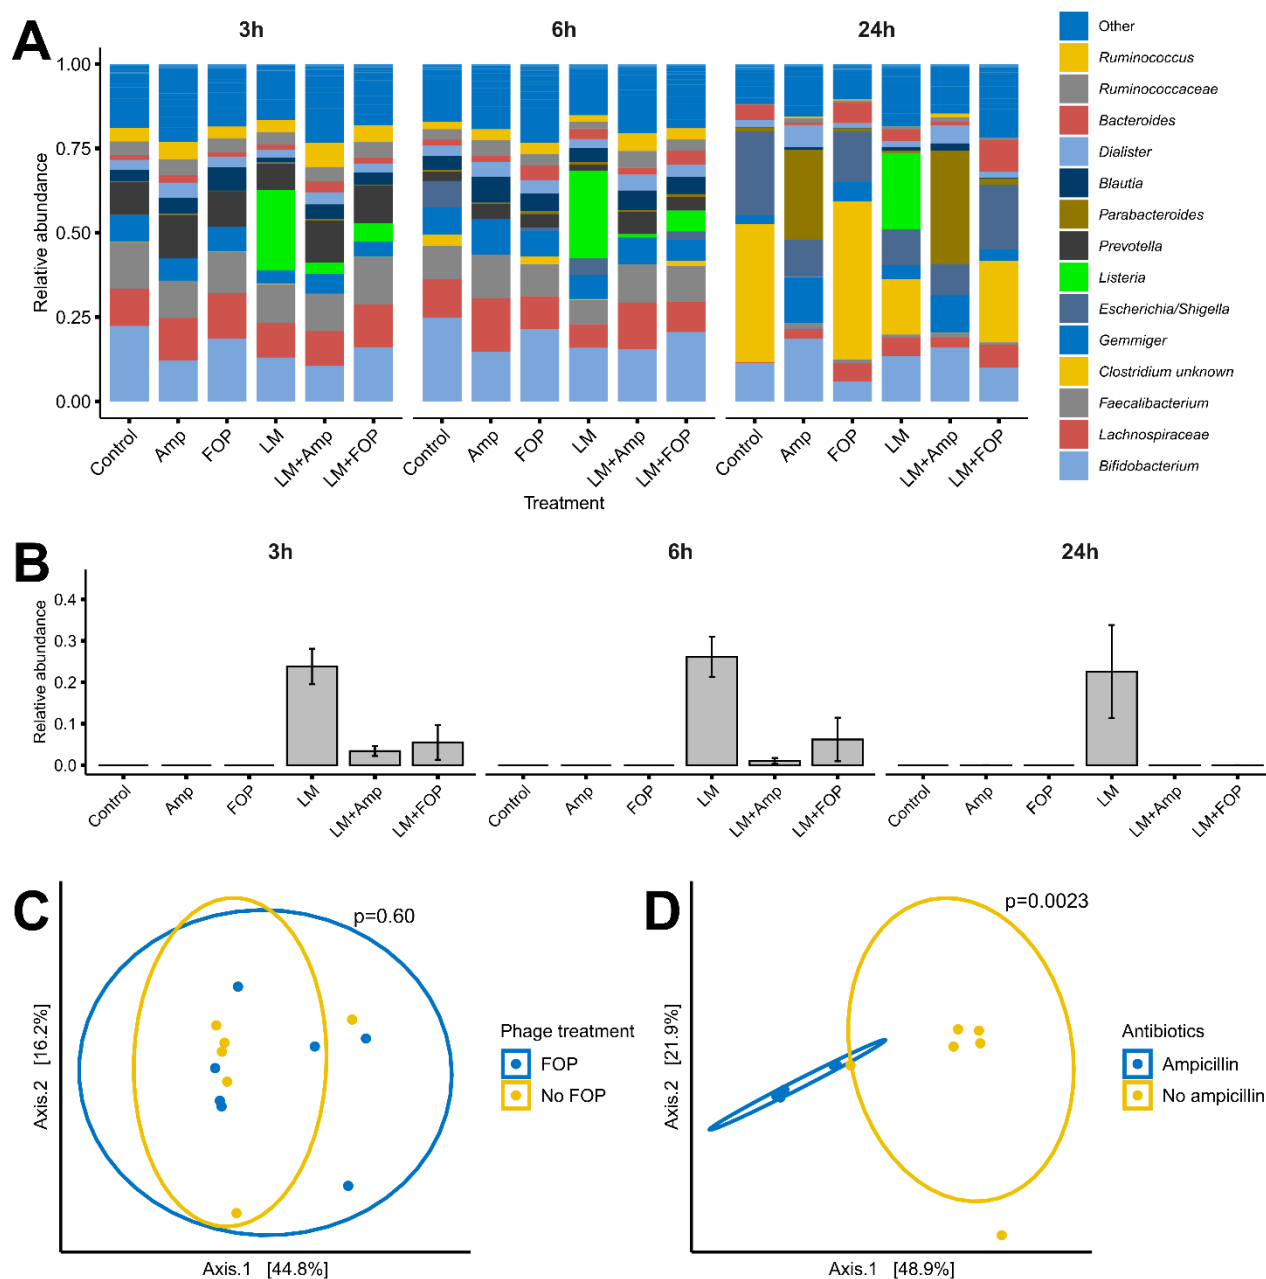 A
3h
6h
24h
Relative abundance
1.00
0.75
0.50
0.25
0.00
Control
Amp
FOP
LM
LM+Amp
LM+FOP
Control
Amp
FOP
LM
LM+Amp
LM+FOP
Control
Amp
FOP
LM
LM+Amp
LM+FOP
Treatment
Other
Ruminococcus
Ruminococcaceae
Bacteroides
Dialister
Blautia
Parabacteroides
Prevotella
Listeria
Escherichia/Shigella
Gemmiger
Clostridium unknown
Faecalibacterium
Lachnospiraceae
Bifidobacterium
B
3h
6h
24h
Relative abundance
0.4
0.3
0.2
0.1
0.0
Control
Amp
FOP
LM
LM+Amp
LM+FOP
Control
Amp
FOP
LM
LM+Amp
LM+FOP
Control
Amp
FOP
LM
LM+Amp
LM+FOP
C
p=0.60
Axis.2 [16.2%]
Axis.1 [44.8%]
Phage treatment
FOP
No FOP
D
p=0.0023
Axis.2 [21.9%]
Axis.1 [48.9%]
Antibiotics
Ampicillin
No ampicillin